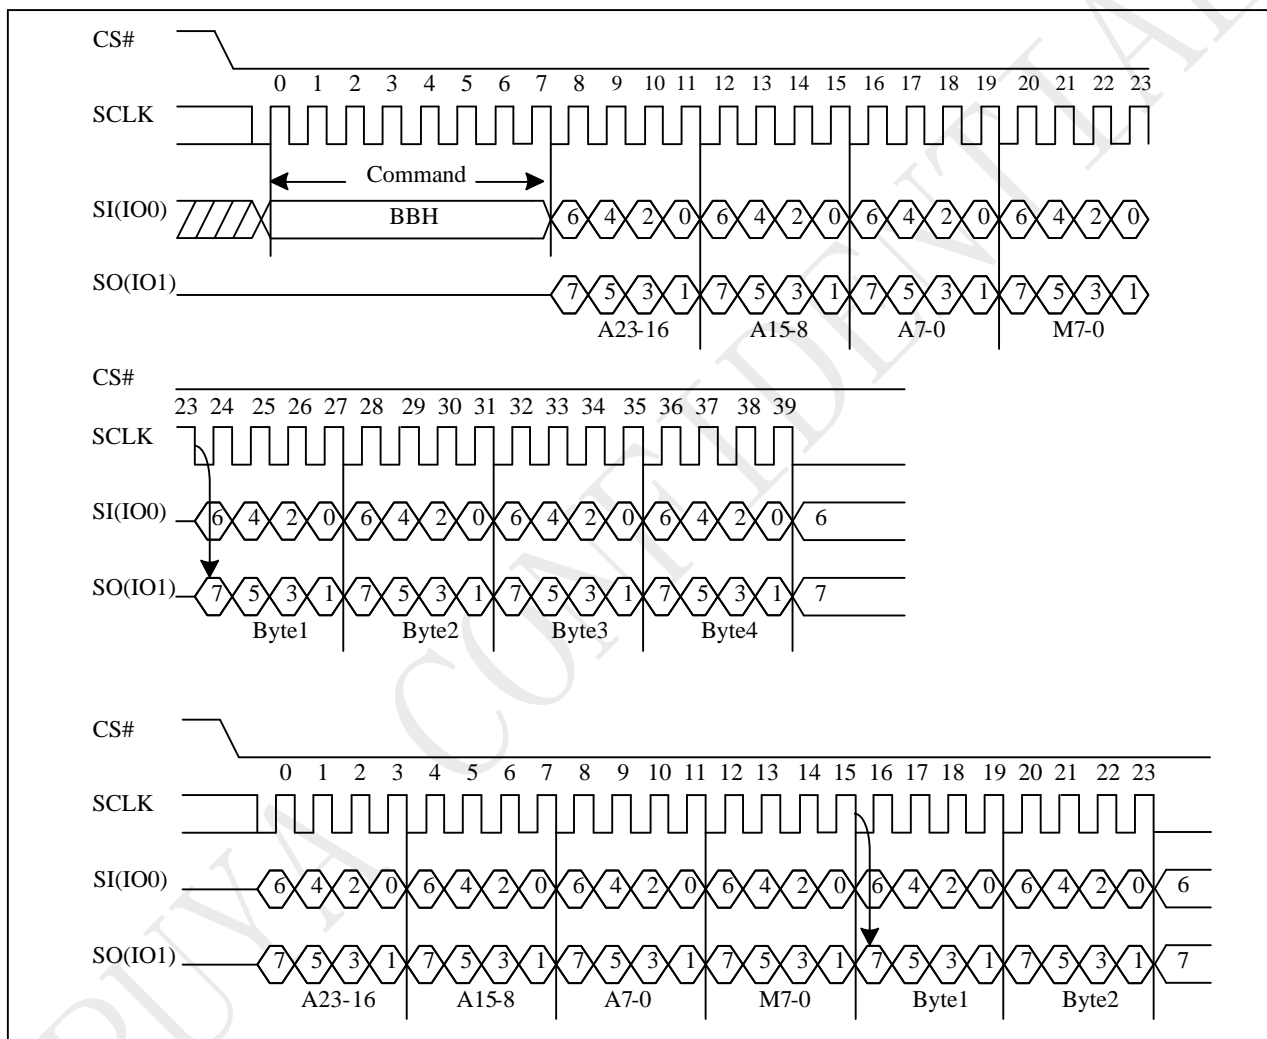 CS#
0 1 2 3 4 5 6 7 8 9 10 11 12 13 14 15 16 17 18 19 20 21 22 23
SCLK
Command
SI(IO0) BBH 6 4 2 0 6 4 2 0 6 4 2 0 6 4 2 0
SO(IO1) 7 5 3 1 7 5 3 1 7 5 3 1 7 5 3 1
A23-16 A15-8 A7-0 M7-0
CS#
23 24 25 26 27 28 29 30 31 32 33 34 35 36 37 38 39
SCLK
SI(IO0) 6 4 2 0 6 4 2 0 6 4 2 0 6 4 2 0 6
SO(IO1) 7 5 3 1 7 5 3 1 7 5 3 1 7 5 3 1 7
Byte1 Byte2 Byte3 Byte4
CS#
0 1 2 3 4 5 6 7 8 9 10 11 12 13 14 15 16 17 18 19 20 21 22 23
SCLK
SI(IO0) 6 4 2 0 6 4 2 0 6 4 2 0 6 4 2 0 6 4 2 0 6 4 2 0 6
SO(IO1) 7 5 3 1 7 5 3 1 7 5 3 1 7 5 3 1 7 5 3 1 7 5 3 1 7
A23-16 A15-8 A7-0 M7-0 Byte1 Byte2
PUYA CONFIDENTIAL